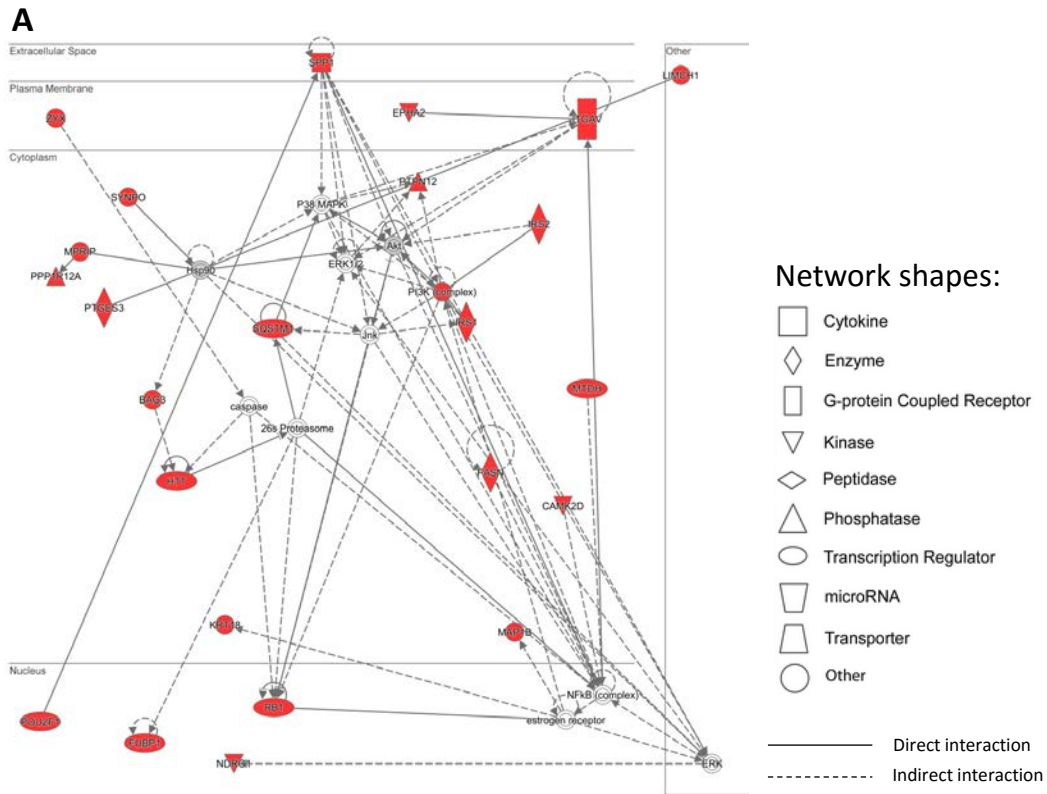 A
Extracellular Space
Other
SPP1
LIMCH1
Plasma Membrane
EPHA2
ZYX
ITGAV
Cytoplasm
PTPN12
SYNPO
P38 MAPK
IRS2
Akt
MPRIP
ERK1/2
Hsp90
PPP1R12A
PI3K (complex)
PTGES3
SQSTM1
IRS1
Jnk
MTDH
BAG3
caspase
26s Proteasome
HTT
FASN
CAMK2D
KRT18
MAP1B
Nucleus
NFkB (complex)
RB1
POU2F1
estrogen receptor
FUBP1
NDRG1
ERK
Network shapes:
Cytokine
Enzyme
G-protein Coupled Receptor
Kinase
Peptidase
Phosphatase
Transcription Regulator
microRNA
Transporter
Other
Direct interaction
Indirect interaction